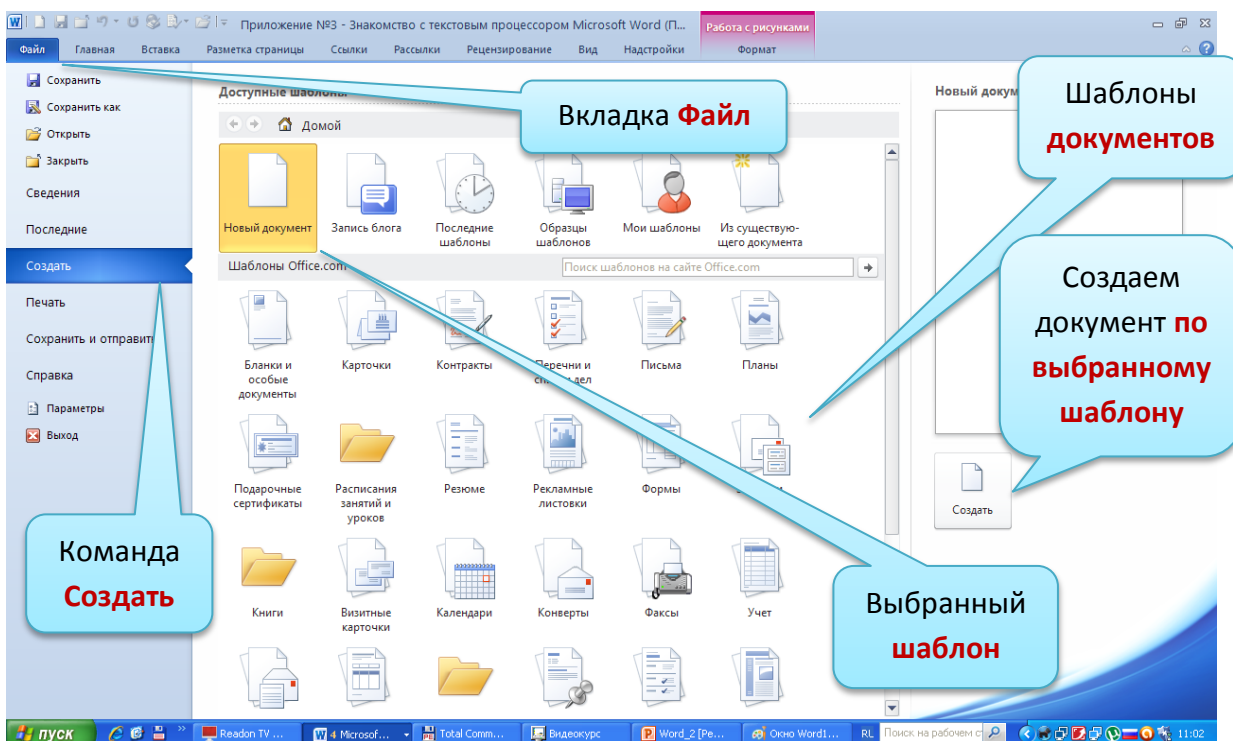 Приложение №3 - Знакомство с текстовым процессором Microsoft Word (П...
Работа с рисунками
Файл Главная Вставка Разметка страницы Ссылки Рассылки Рецензирование Вид Надстройки Формат
Сохранить
Сохранить как
Открыть
Закрыть
Сведения
Последние
Создать
Печать
Сохранить и отправить
Справка
Параметры
Выход
Команда
Создать
Доступные шаблоны
Вкладка Файл
Домой
Новый документ
Запись блога
Последние
шаблоны
Образцы
шаблонов
Мои шаблоны
Из существую-
щего документа
Шаблоны Office.com
Поиск шаблонов на сайте Office.com
Бланки и
особые
документы
Карточки
Контракты
Перечни и
дел
Письма
Планы
Подарочные
сертификаты
Расписания
занятий и
уроков
Резюме
Рекламные
листовки
Формы
Книги
Визитные
карточки
Календари
Конверты
Факсы
Учет
Новый
Шаблоны
документов
Создаем
документ по
выбранному
шаблону
Создать
Выбранный
шаблон
пуск
Readon TV ...
4 Microsof...
Total Comm...
Видеокурс
Word_2 [Pe...
Окно Word1...
RL
Поиск на рабочем с
11:02